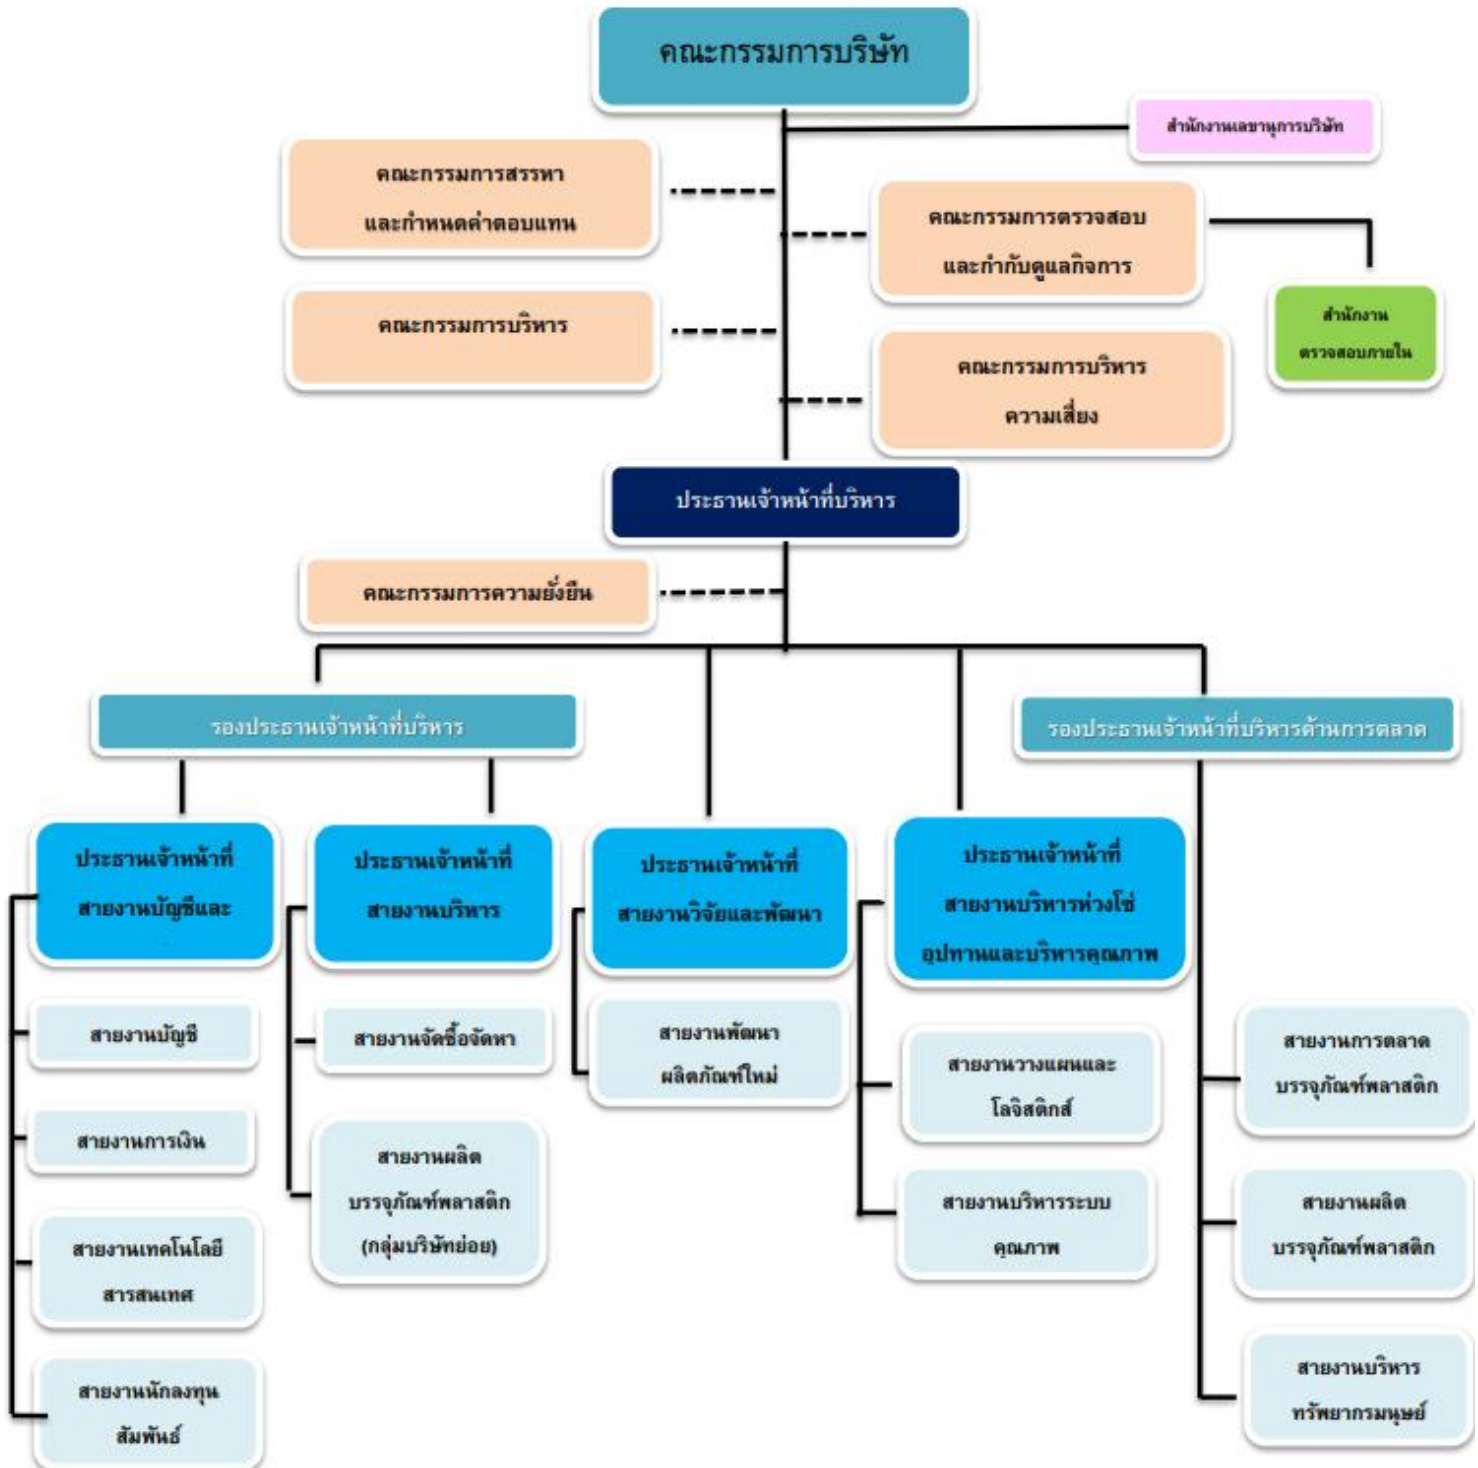 คณะกรรมการบริษัท
สำนักงานเลขานุการบริษัท
คณะกรรมการสรรหา
และกำหนดค่าตอบแทน
คณะกรรมการตรวจสอบ
และกำกับดูแลกิจการ
คณะกรรมการบริหาร
สำนักงาน
ตรวจสอบภายใน
คณะกรรมการบริหาร
ความเสี่ยง
ประธานเจ้าหน้าที่บริหาร
คณะกรรมการความยั่งยืน
รองประธานเจ้าหน้าที่บริหาร
รองประธานเจ้าหน้าที่บริหารด้านการตลาด
ประธานเจ้าหน้าที่
สายงานบัญชีและ
ประธานเจ้าหน้าที่
สายงานบริหาร
ประธานเจ้าหน้าที่
สายงานวิจัยและพัฒนา
ประธานเจ้าหน้าที่
สายงานบริหารห่วงโซ่
อุปทานและบริหารคุณภาพ
สายงานบัญชี
สายงานการเงิน
สายงานเทคโนโลยี
สารสนเทศ
สายงานนักลงทุน
สัมพันธ์
สายงานจัดซื้อจัดหา
สายงานผลิต
บรรจุภัณฑ์พลาสติก
(กลุ่มบริษัทย่อย)
สายงานพัฒนา
ผลิตภัณฑ์ใหม่
สายงานวางแผนและ
โลจิสติกส์
สายงานบริหารระบบ
คุณภาพ
สายงานการตลาด
บรรจุภัณฑ์พลาสติก
สายงานผลิต
บรรจุภัณฑ์พลาสติก
สายงานบริหาร
ทรัพยากรมนุษย์